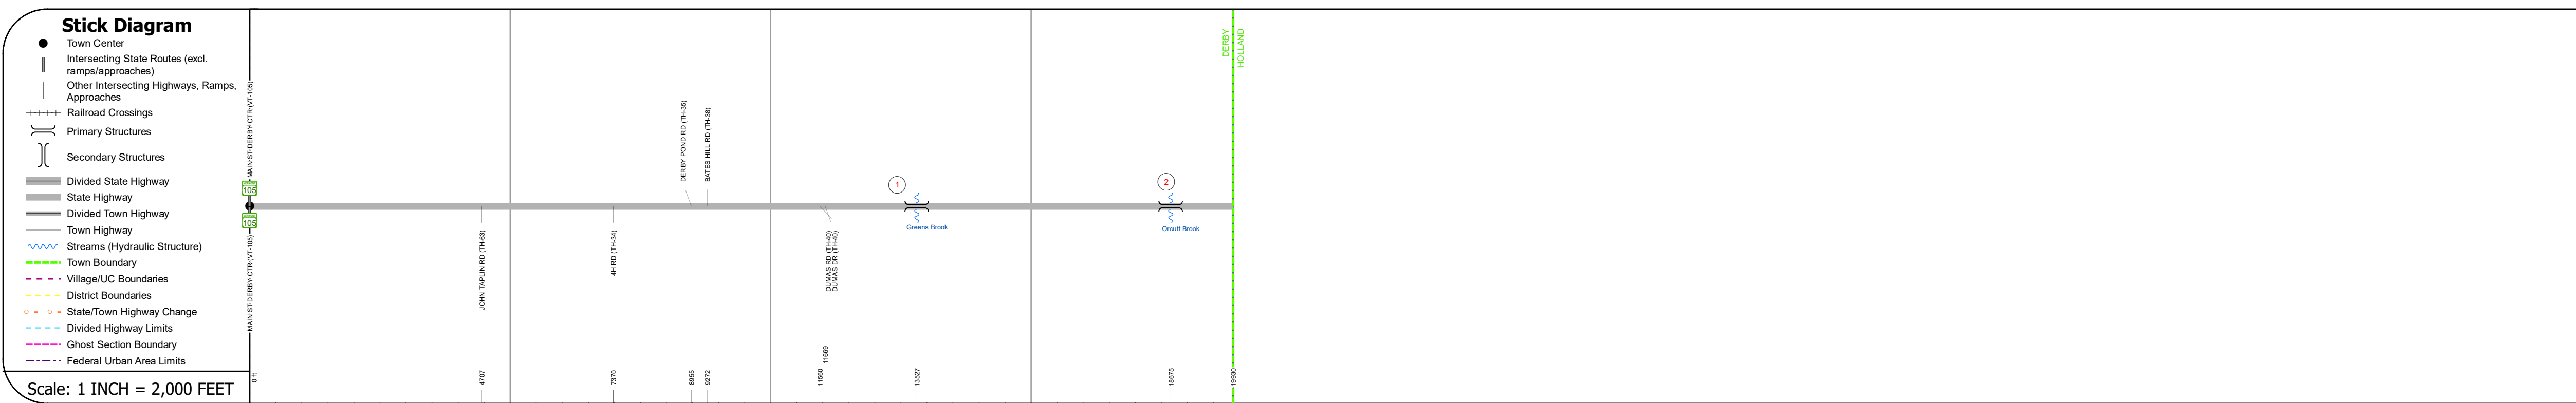 Stick Diagram
Town Center
Intersecting State Routes (excl.
ramps/approaches)
Other Intersecting Highways, Ramps,
Approaches
Railroad Crossings
Primary Structures
Secondary Structures
Divided State Highway
State Highway
Divided Town Highway
Town Highway
Streams (Hydraulic Structure)
Town Boundary
Village/UC Boundaries
District Boundaries
State/Town Highway Change
Divided Highway Limits
Ghost Section Boundary
Federal Urban Area Limits
Scale: 1 INCH = 2,000 FEET
MAIN ST-DERBY-CTR-(VT-105)
105
105
MAIN ST-DERBY-CTR-(VT-105)
JOHN TAPLIN RD (TH-63)
4H RD (TH-34)
DERBY POND RD (TH-35)
BATES HILL RD (TH-38)
DUMAS RD (TH-40)
DUMAS DR (TH-40)
1
Greens Brook
2
Orcutt Brook
DERBY
HOLLAND
0 ft
4707
7370
8955
9272
11560
11669
13527
18675
19930